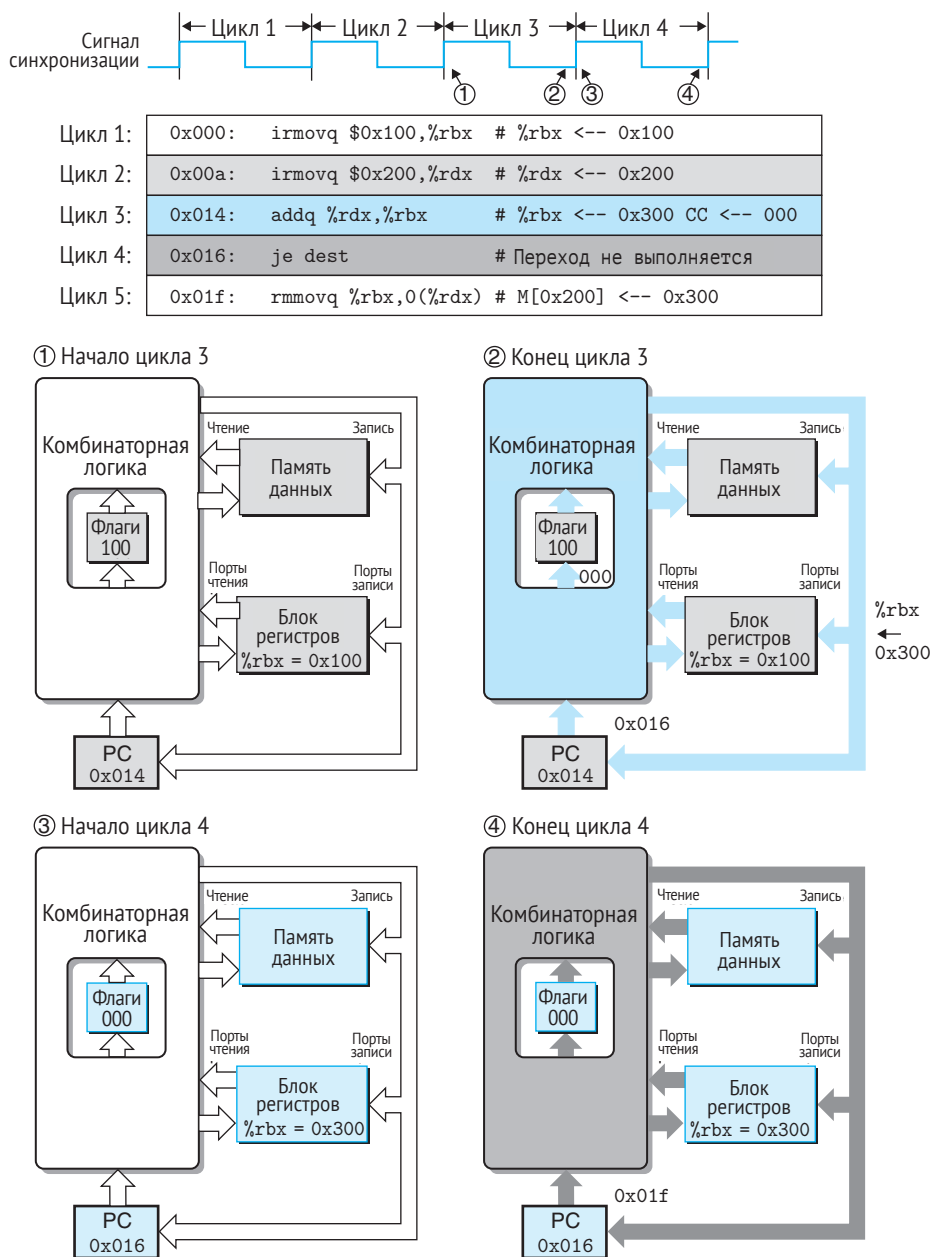 Цикл 1 Цикл 2 Цикл 3 Цикл 4
Сигнал
синхронизации
① ② ③ ④
Цикл 1: 0x000: irmovq $0x100,%rbx # %rbx <-- 0x100
Цикл 2: 0x00a: irmovq $0x200,%rdx # %rdx <-- 0x200
Цикл 3: 0x014: addq %rdx,%rbx # %rbx <-- 0x300 CC <-- 000
Цикл 4: 0x016: je dest # Переход не выполняется
Цикл 5: 0x01f: rmmovq %rbx,0(%rdx) # M[0x200] <-- 0x300
① Начало цикла 3
Чтение Запись
Комбинаторная
логика
Память
данных
Флаги
100
Порты
чтения
Порты
записи
Блок
регистров
%rbx = 0x100
PC
0x014
② Конец цикла 3
Чтение Запись
Комбинаторная
логика
Память
данных
Флаги
100
000
Порты
чтения
Порты
записи
Блок
регистров
%rbx = 0x100
%rbx
0x300
0x016
PC
0x014
③ Начало цикла 4
Чтение Запись
Комбинаторная
логика
Память
данных
Флаги
000
Порты
чтения
Порты
записи
Блок
регистров
%rbx = 0x300
PC
0x016
④ Конец цикла 4
Чтение Запись
Комбинаторная
логика
Память
данных
Флаги
000
Порты
чтения
Порты
записи
Блок
регистров
%rbx = 0x300
0x01f
PC
0x016